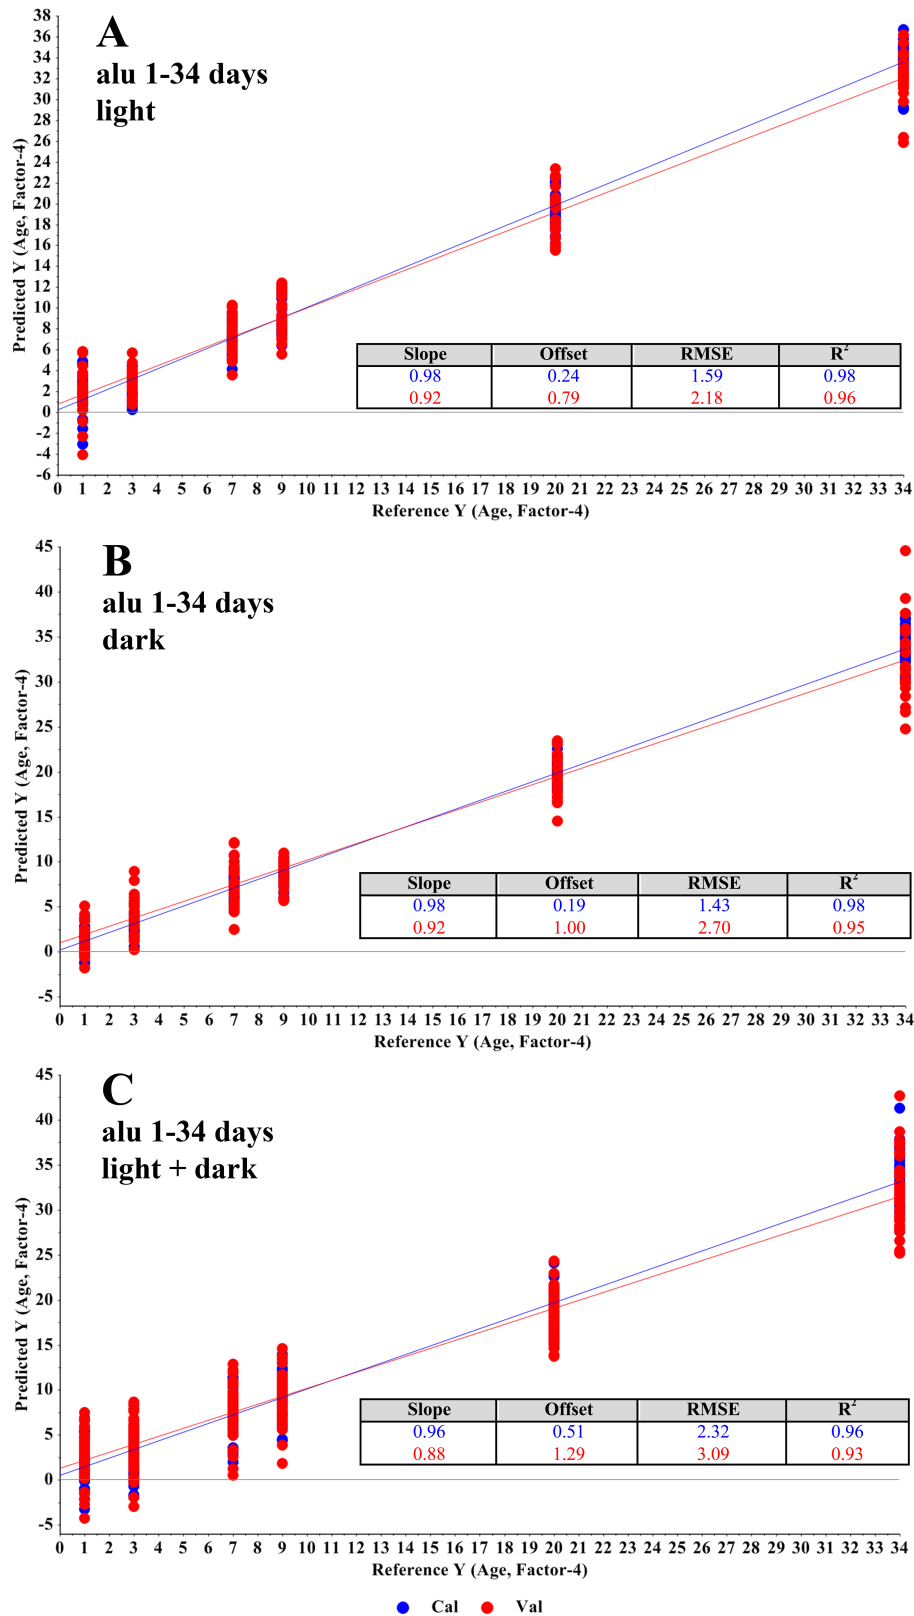 A
alu 1-34 days
light
Predicted Y (Age, Factor-4)
38
36
34
32
30
28
26
24
22
20
18
16
14
12
10
8
6
4
2
0
-2
-4
-6
Slope Offset RMSE R²
0.98 0.24 1.59 0.98
0.92 0.79 2.18 0.96
0 1 2 3 4 5 6 7 8 9 10 11 12 13 14 15 16 17 18 19 20 21 22 23 24 25 26 27 28 29 30 31 32 33 34
Reference Y (Age, Factor-4)
B
alu 1-34 days
dark
Predicted Y (Age, Factor-4)
45
40
35
30
25
20
15
10
5
0
-5
Slope Offset RMSE R²
0.98 0.19 1.43 0.98
0.92 1.00 2.70 0.95
0 1 2 3 4 5 6 7 8 9 10 11 12 13 14 15 16 17 18 19 20 21 22 23 24 25 26 27 28 29 30 31 32 33 34
Predicted Y (Age, Factor-4)
C
alu 1-34 days
light + dark
Predicted Y (Age, Factor-4)
45
40
35
30
25
20
15
10
5
0
-5
Slope Offset RMSE R²
0.96 0.51 2.32 0.96
0.88 1.29 3.09 0.93
0 1 2 3 4 5 6 7 8 9 10 11 12 13 14 15 16 17 18 19 20 21 22 23 24 25 26 27 28 29 30 31 32 33 34
Reference Y (Age, Factor-4)
Cal Val